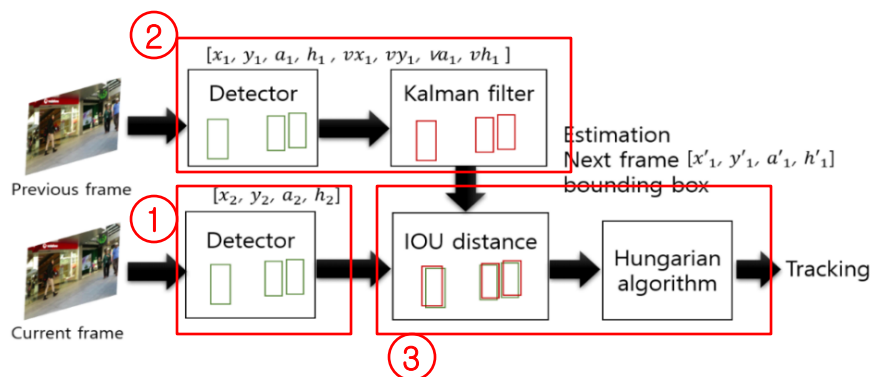 ②
[x₁, y₁, a₁, h₁ , vx₁, vy₁, va₁, vh₁ ]
Detector
Kalman filter
Previous frame
Estimation
Next frame [x'₁, y'₁, a'₁, h'₁]
bounding box
①
[x₂, y₂, a₂, h₂]
Detector
IOU distance
Hungarian
algorithm
Tracking
Current frame
③